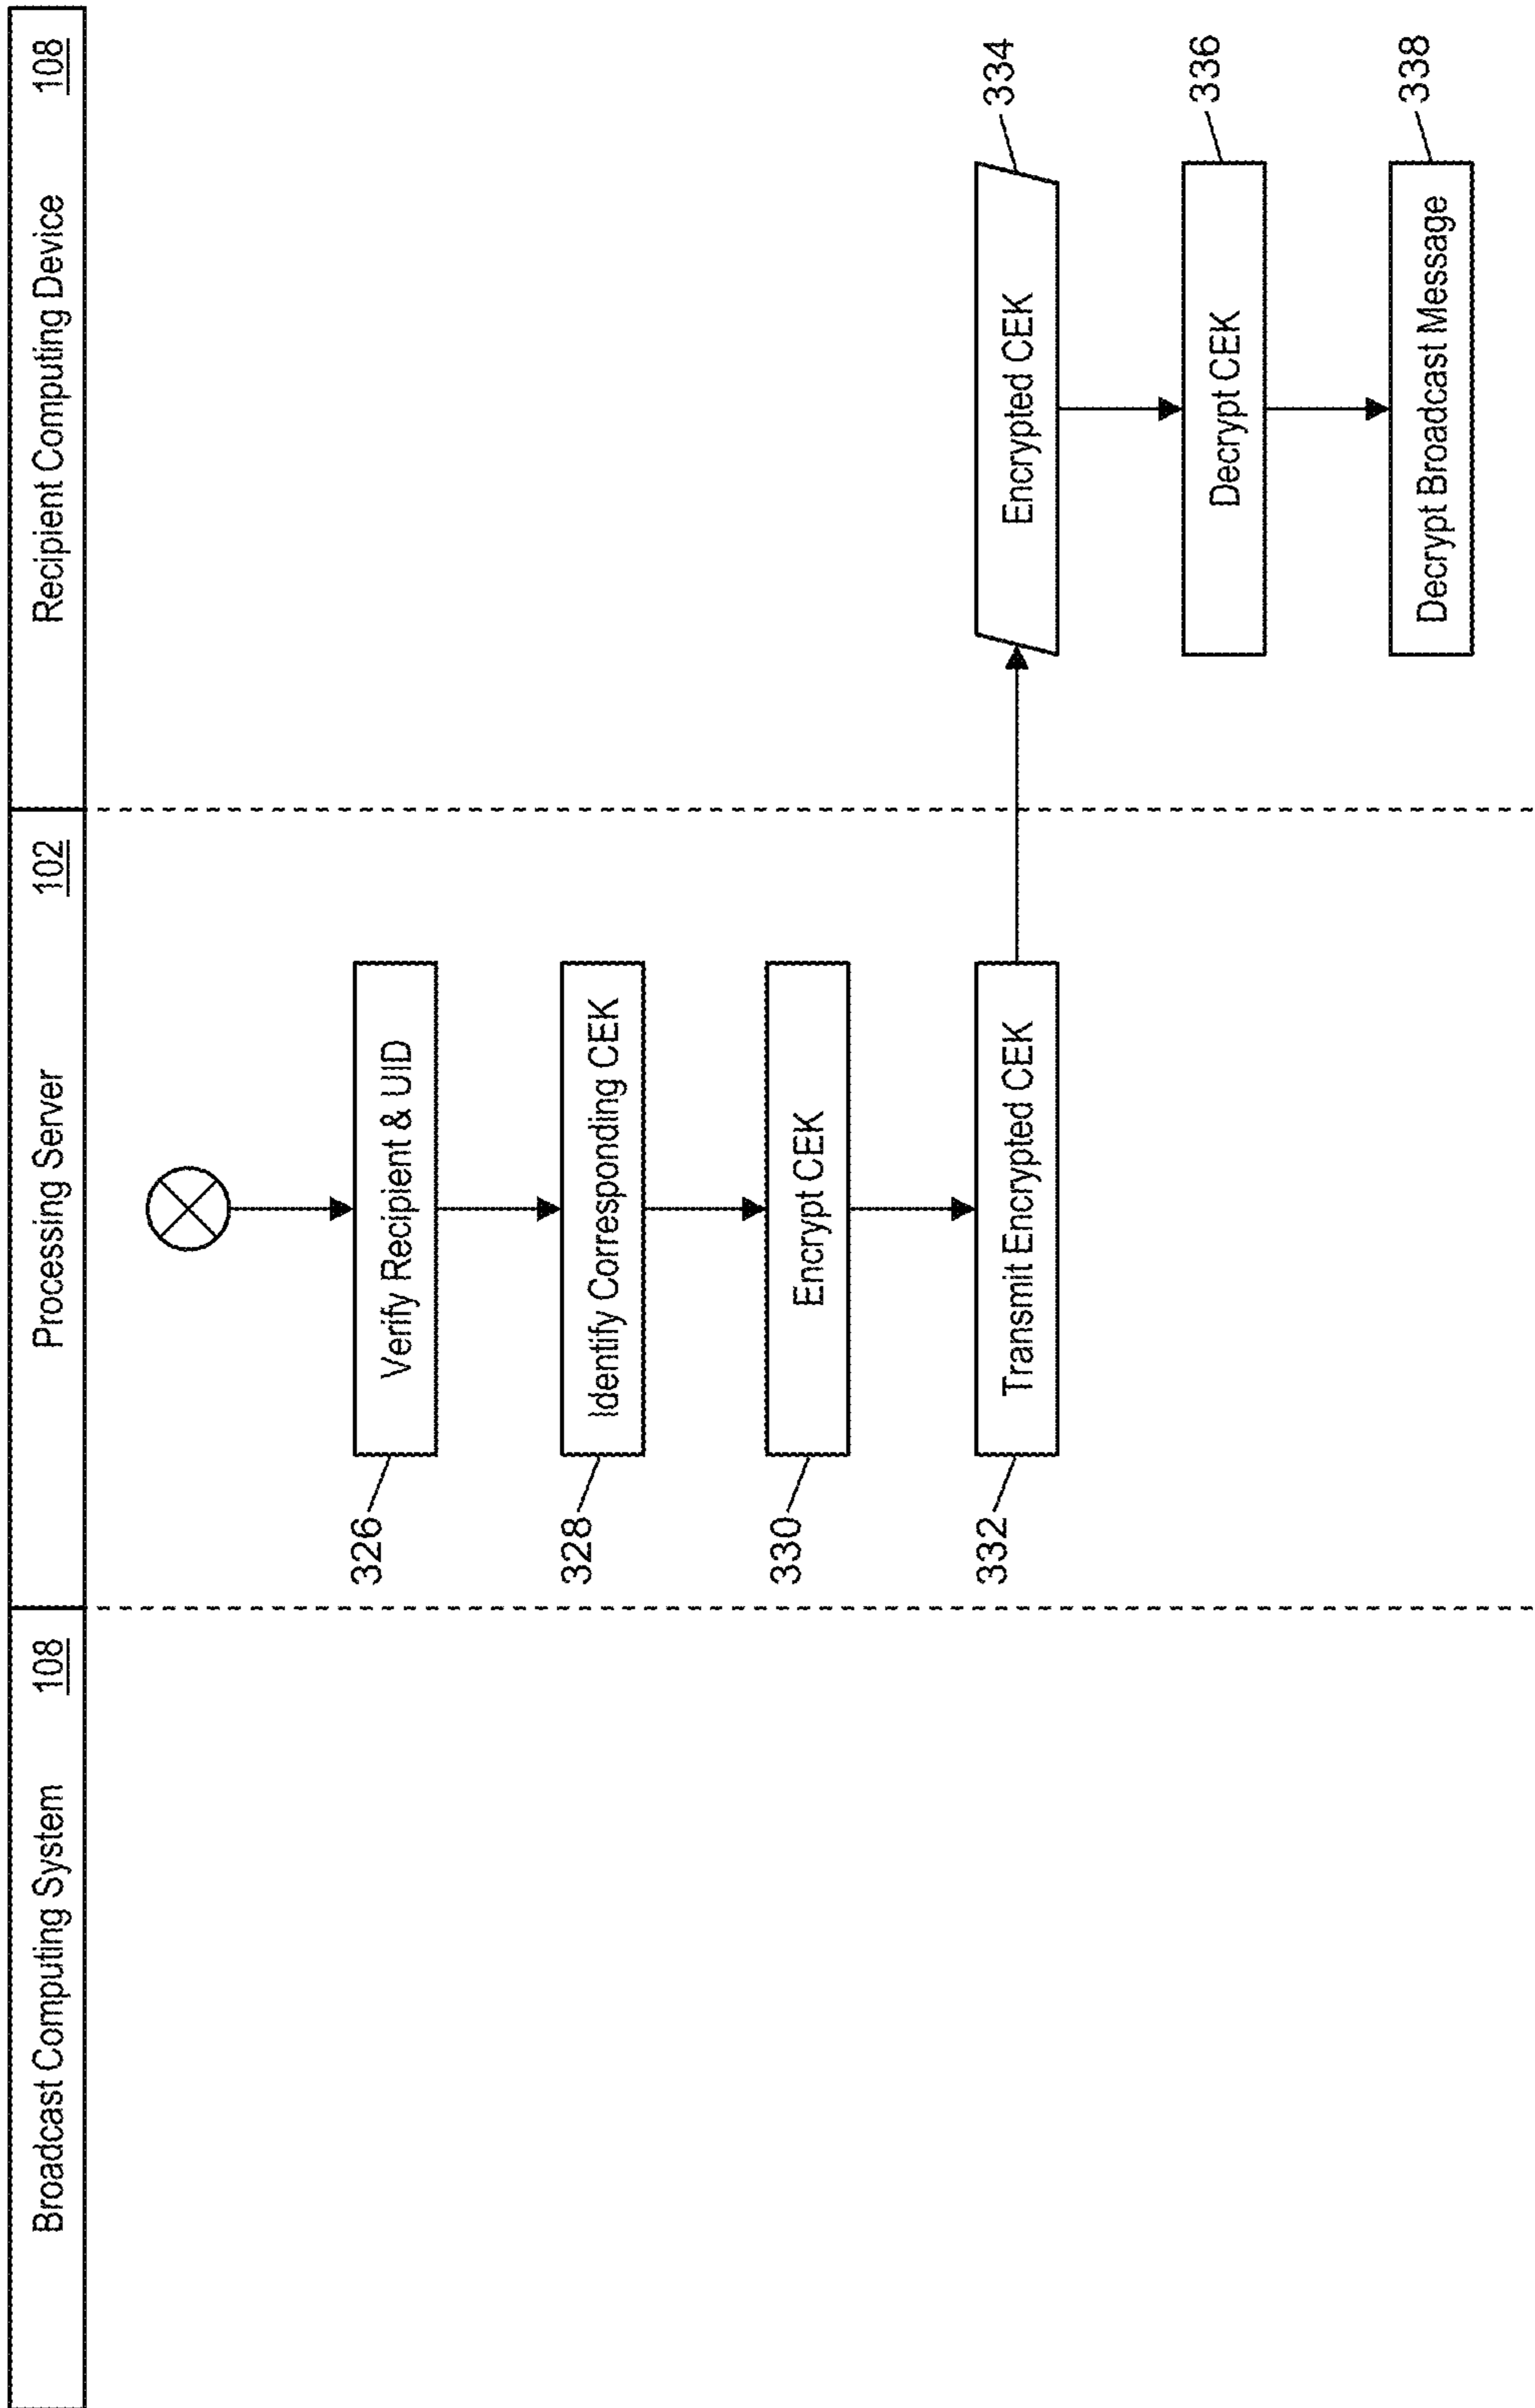 Broadcast Computing System 108
Processing Server 102
Recipient Computing Device 108
326
Verify Recipient & UID
328
Identify Corresponding CEK
330
Encrypt CEK
332
Transmit Encrypted CEK
Encrypted CEK
334
Decrypt CEK
336
Decrypt Broadcast Message
338